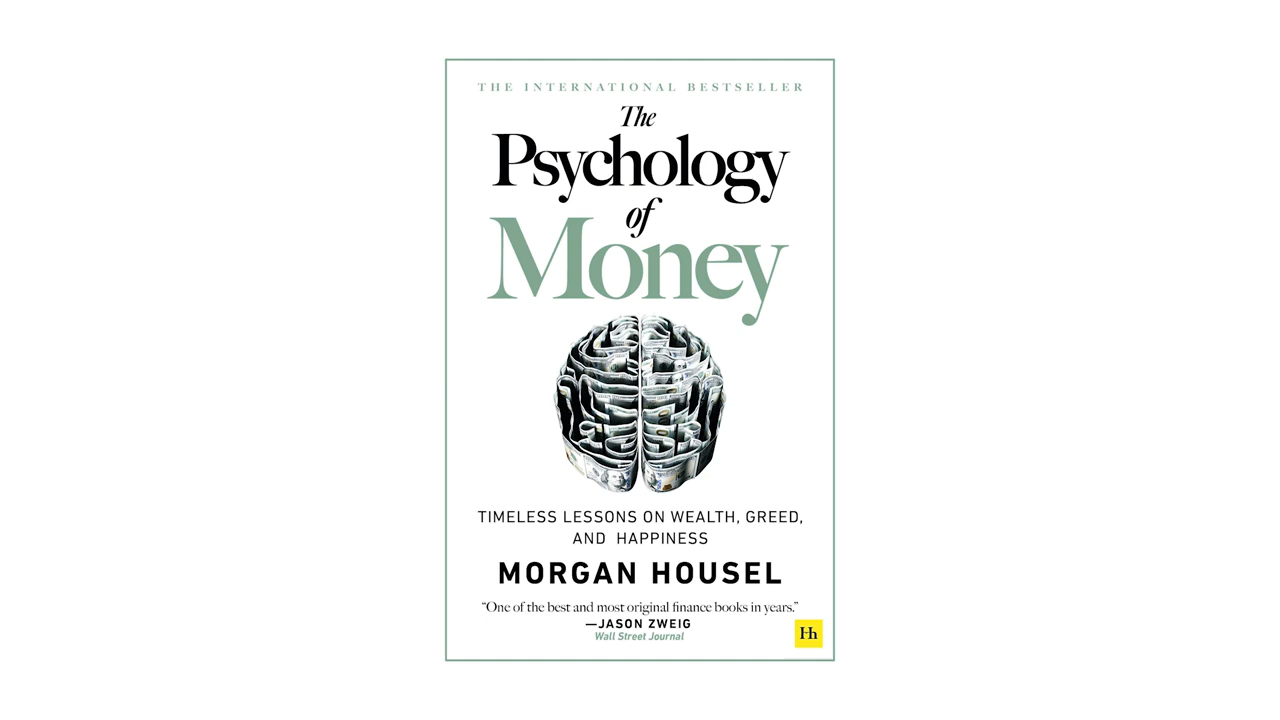 THE INTERNATIONAL BESTSELLER
The
Psychology
of
Money
TIMELESS LESSONS ON WEALTH, GREED,
AND HAPPINESS
MORGAN HOUSEL
“One of the best and most original finance books in years.”
—JASON ZWEIG
Wall Street Journal
Hh